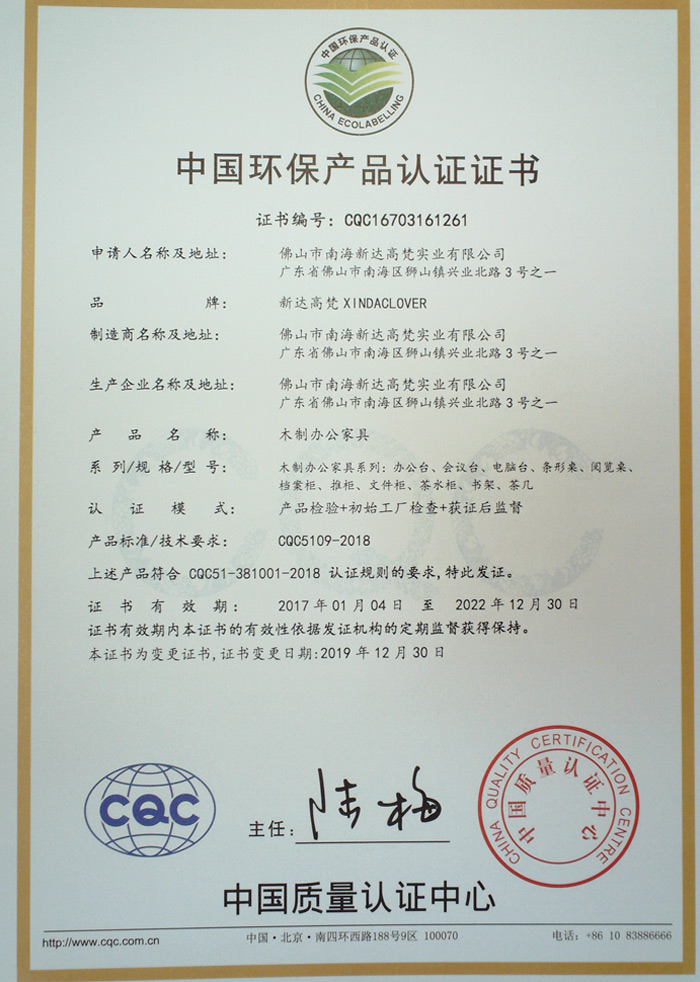 中国环保产品认证
CHINA ECOLABELLING
中国环保产品认证证书
证书编号：CQC16703161261
申请人名称及地址： 佛山市南海新达高梵实业有限公司
广东省佛山市南海区狮山镇兴业北路3号之一
品 牌： 新达高梵XINDACLOVER
制造商名称及地址： 佛山市南海新达高梵实业有限公司
广东省佛山市南海区狮山镇兴业北路3号之一
生产企业名称及地址： 佛山市南海新达高梵实业有限公司
广东省佛山市南海区狮山镇兴业北路3号之一
产 品 名 称： 木制办公家具
系列/规格/型号： 木制办公家具系列：办公台、会议台、电脑台、条形桌、阅览桌、
档案柜、推柜、文件柜、茶水柜、书架、茶几
认 证 模 式： 产品检验+初始工厂检查+获证后监督
产品标准/技术要求： CQC5109-2018
上述产品符合 CQC51-381001-2018 认证规则的要求,特此发证。
证 书 有 效 期： 2017年01月04日 至 2022年12月30日
证书有效期内本证书的有效性依据发证机构的定期监督获得保持。
本证书为变更证书,证书变更日期:2019年12月30日
CQC
主任：陆梅
CHINA QUALITY CERTIFICATION CENTRE
中国质量认证中心
中国质量认证中心
http://www.cqc.com.cn 中国·北京·南四环西路188号9区 100070 电话：+86 10 83886666